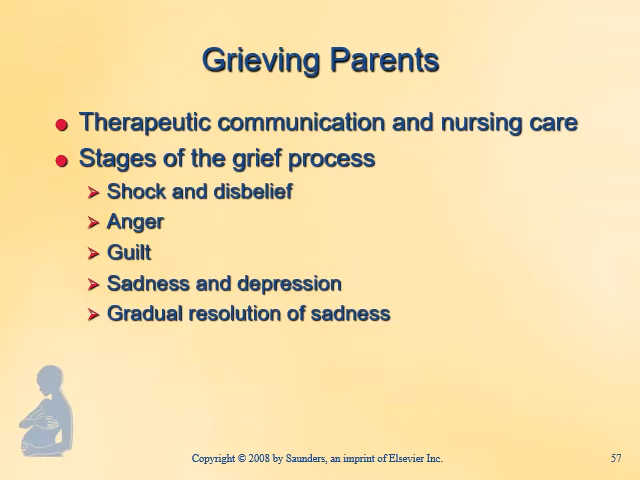 Grieving Parents
Therapeutic communication and nursing care
Stages of the grief process
Shock and disbelief
Anger
Guilt
Sadness and depression
Gradual resolution of sadness
Copyright © 2008 by Saunders, an imprint of Elsevier Inc.
57